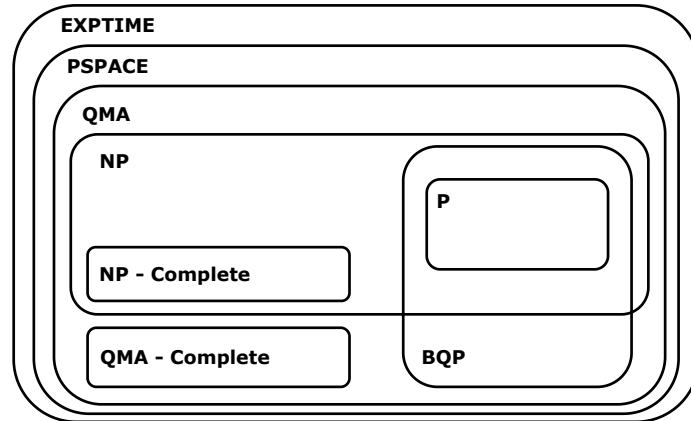 EXPTIME
PSPACE
QMA
NP
P
NP - Complete
QMA - Complete
BQP